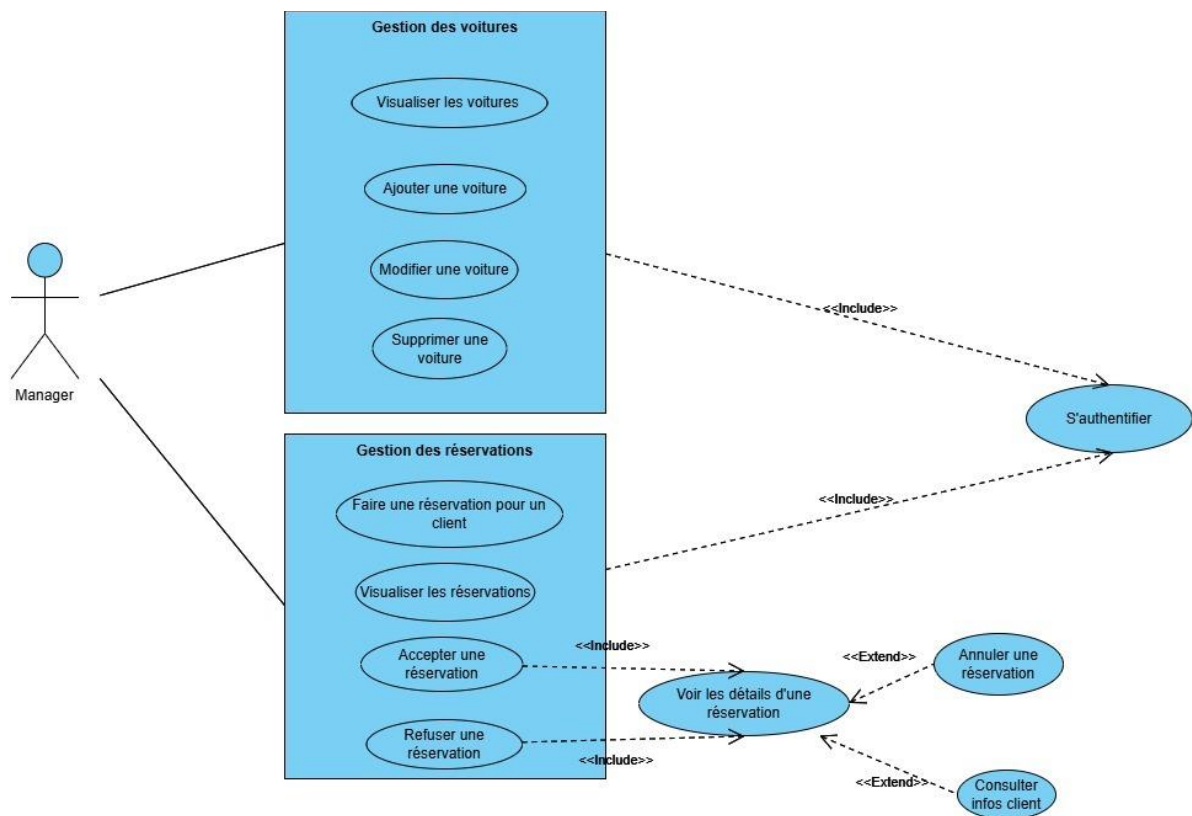 Gestion des voitures
Visualiser les voitures
Ajouter une voiture
Modifier une voiture
Supprimer une
voiture
Manager
<<Include>>
S'authentifier
Gestion des réservations
Faire une réservation pour un
client
<<Include>>
Visualiser les réservations
Accepter une
réservation
<<Include>>
Voir les détails d'une
réservation
<<Extend>>
Annuler une
réservation
Refuser une
réservation
<<Include>>
<<Extend>>
Consulter
infos client